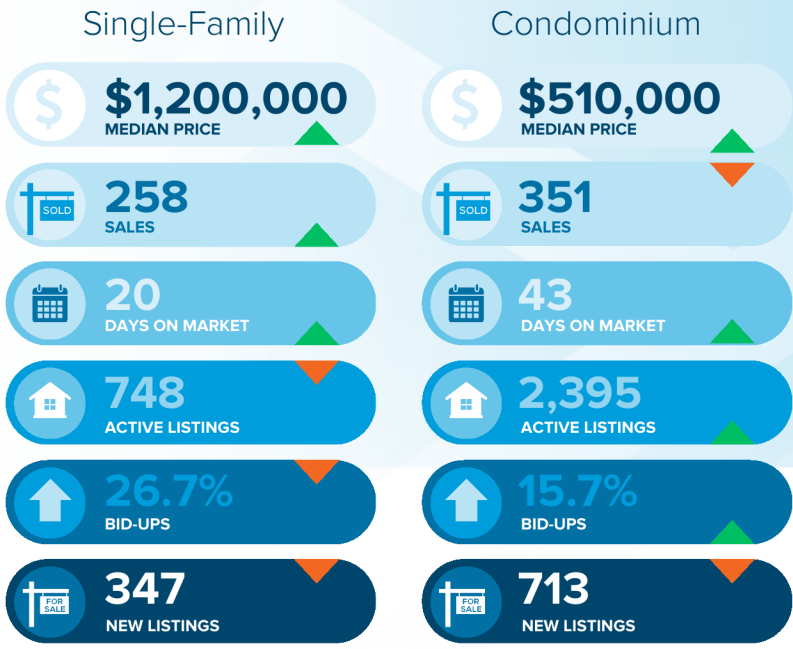 Single-Family
$
$1,200,000
MEDIAN PRICE
SOLD
258
SALES
20
DAYS ON MARKET
748
ACTIVE LISTINGS
26.7%
BID-UPS
FOR
SALE
347
NEW LISTINGS
Condominium
$
$510,000
MEDIAN PRICE
SOLD
351
SALES
43
DAYS ON MARKET
2,395
ACTIVE LISTINGS
15.7%
BID-UPS
FOR
SALE
713
NEW LISTINGS